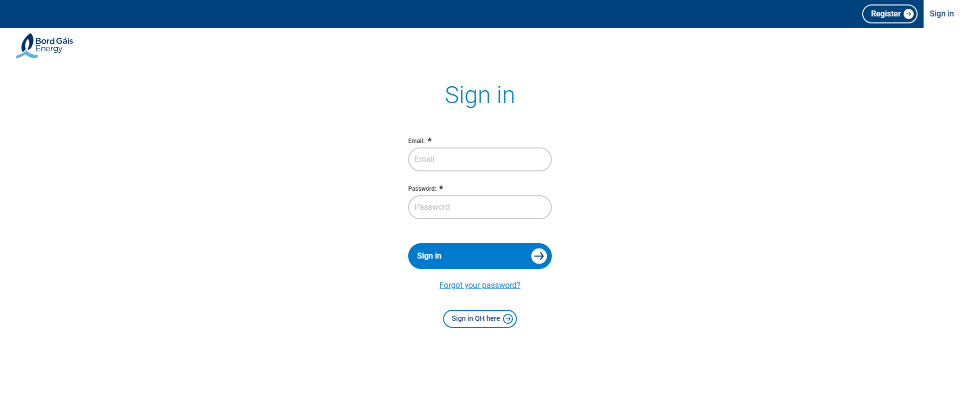 Register
Sign in
Bord Gáis
Energy
Sign in
Email: *
Email
Password: *
Password
Sign in
Forgot your password?
Sign in QH here